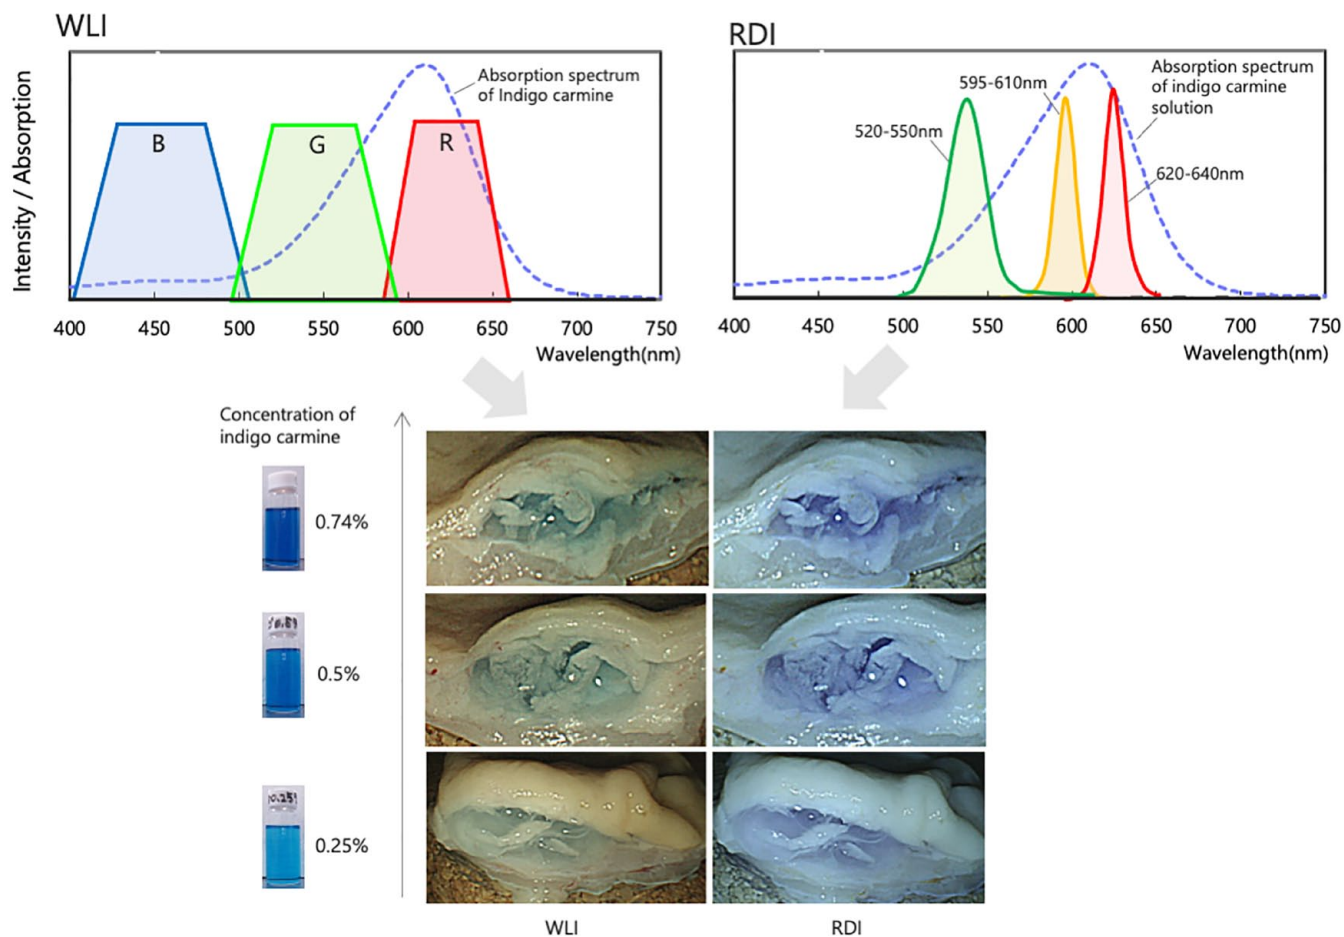 WLI
Intensity / Absorption
B
G
R
Absorption spectrum
of Indigo carmine
400 450 500 550 600 650 700 750
Wavelength(nm)
RDI
520-550nm
595-610nm
Absorption spectrum
of indigo carmine
solution
620-640nm
400 450 500 550 600 650 700 750
Wavelength(nm)
Concentration of
indigo carmine
0.74%
0.5%
0.25%
WLI
RDI